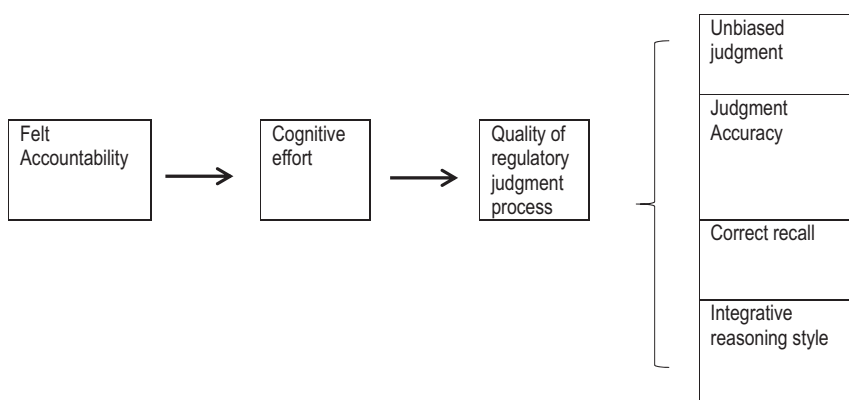 Felt
Accountability
Cognitive
effort
Quality of
regulatory
judgment
process
Unbiased
judgment
Judgment
Accuracy
Correct recall
Integrative
reasoning style